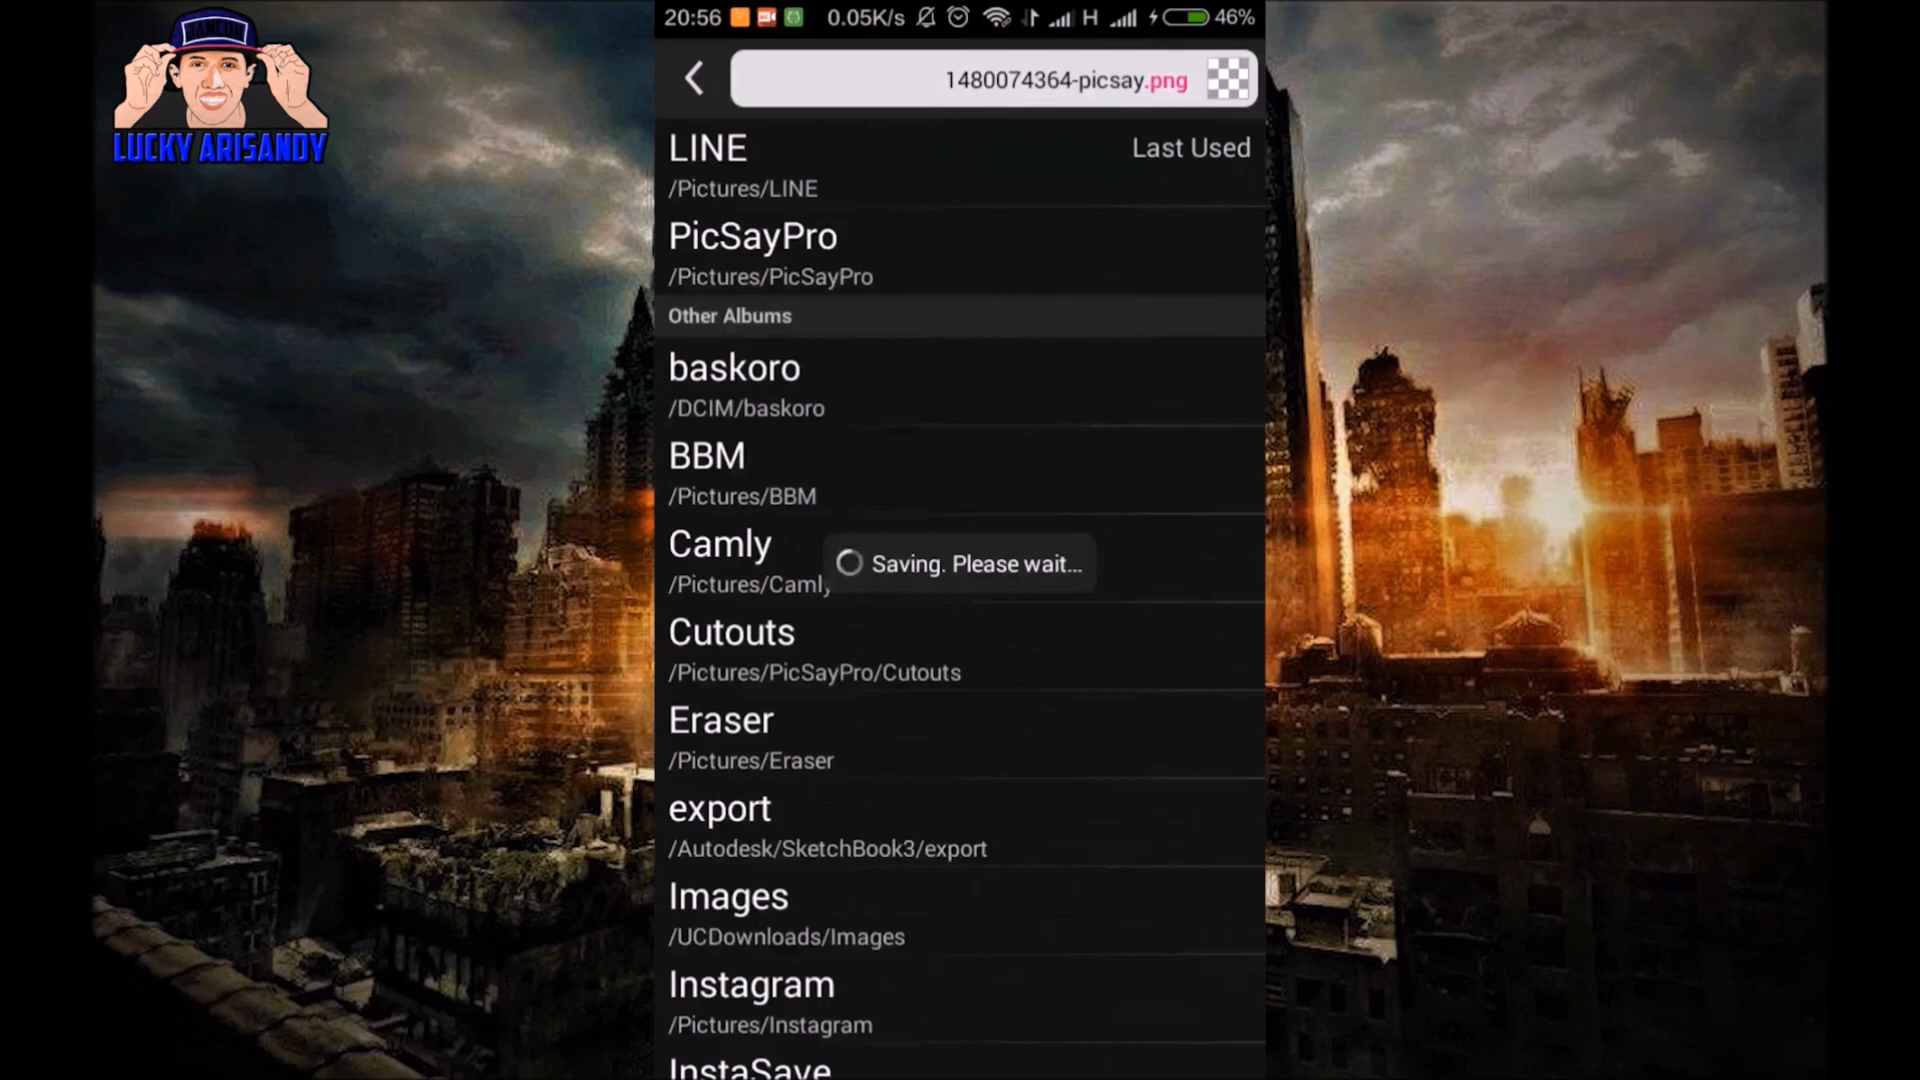 LUCKY ARISANDY
20:56 0.05K/s H 46%
1480074364-picsay.png
LINE Last Used
/Pictures/LINE
PicSayPro
/Pictures/PicSayPro
Other Albums
baskoro
/DCIM/baskoro
BBM
/Pictures/BBM
Camly
/Pictures/Camly
Saving. Please wait...
Cutouts
/Pictures/PicSayPro/Cutouts
Eraser
/Pictures/Eraser
export
/Autodesk/SketchBook3/export
Images
/UCDownloads/Images
Instagram
/Pictures/Instagram
InstaSave